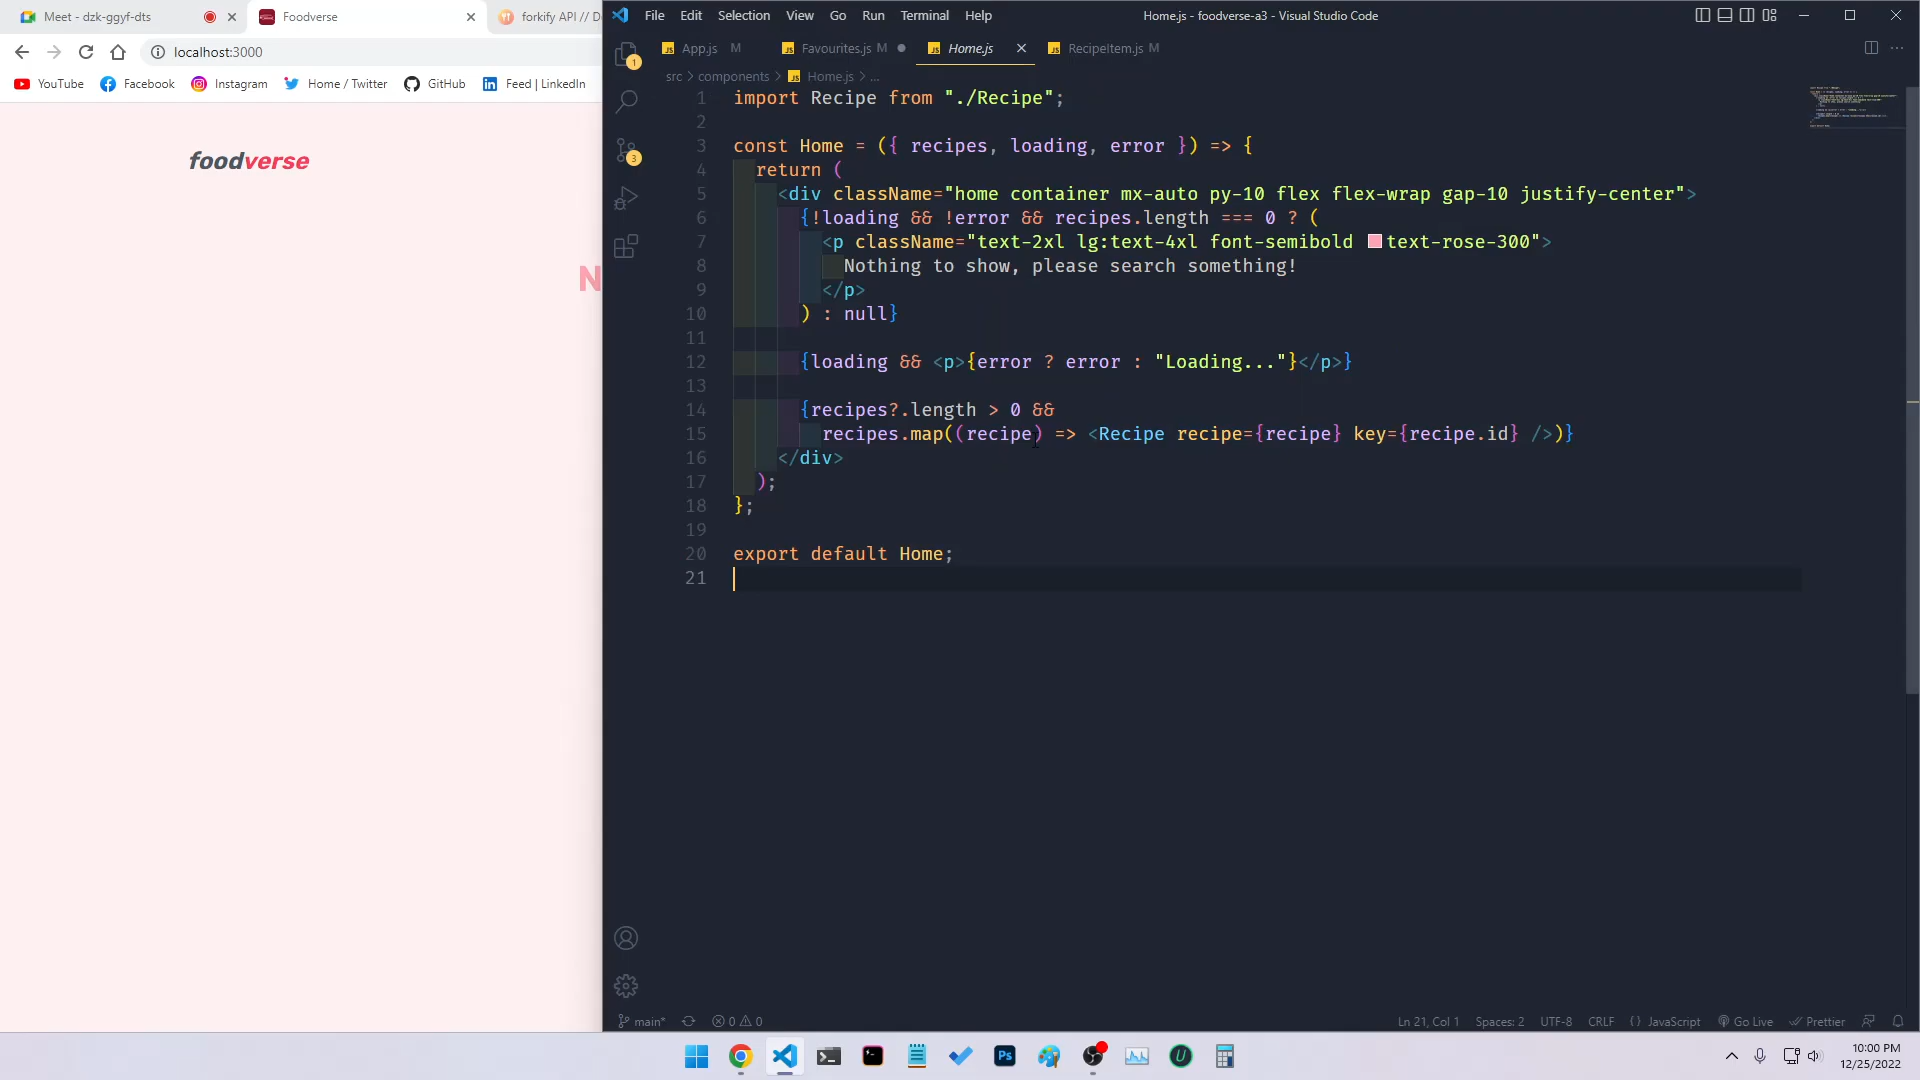 Meet - dzk-ggyf-dts
Foodverse
forkify API // D
localhost:3000
YouTube
Facebook
Instagram
Home / Twitter
GitHub
Feed | LinkedIn
foodverse
N
File Edit Selection View Go Run Terminal Help
Home.js - foodverse-a3 - Visual Studio Code
App.js M
Favourites.js M
Home.js
RecipeItem.js M
src > components > Home.js > ...
1 import Recipe from "./Recipe";
2
3 const Home = ({ recipes, loading, error }) => {
4 return (
5 <div className="home container mx-auto py-10 flex flex-wrap gap-10 justify-center">
6 {!loading && !error && recipes.length === 0 ? (
7 <p className="text-2xl lg:text-4xl font-semibold text-rose-300">
8 Nothing to show, please search something!
9 </p>
10 ) : null}
11
12 {loading && <p>{error ? error : "Loading..."}</p>}
13
14 {recipes?.length > 0 &&
15 recipes.map((recipe) => <Recipe recipe={recipe} key={recipe.id} />)}
16 </div>
17 );
18 };
19
20 export default Home;
21
1
3
main*
0 0
Ln 21, Col 1
Spaces: 2
UTF-8
CRLF
{} JavaScript
Go Live
Prettier
Ps
U
10:00 PM
12/25/2022